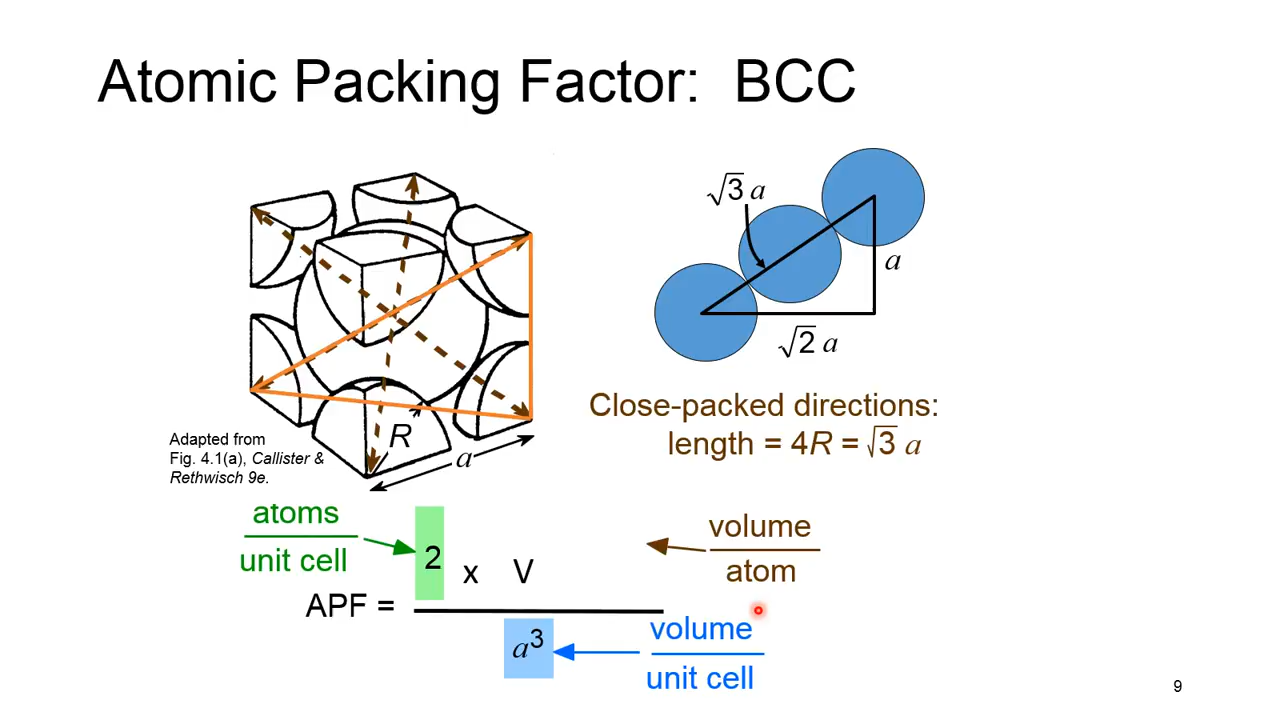 Atomic Packing Factor: BCC
√3 a
a
√2 a
R
a
Adapted from
Fig. 4.1(a), Callister &
Rethwisch 9e.
Close-packed directions:
length = 4R = √3 a
atoms
unit cell
2 x V
volume
atom
APF =
a³
volume
unit cell
9